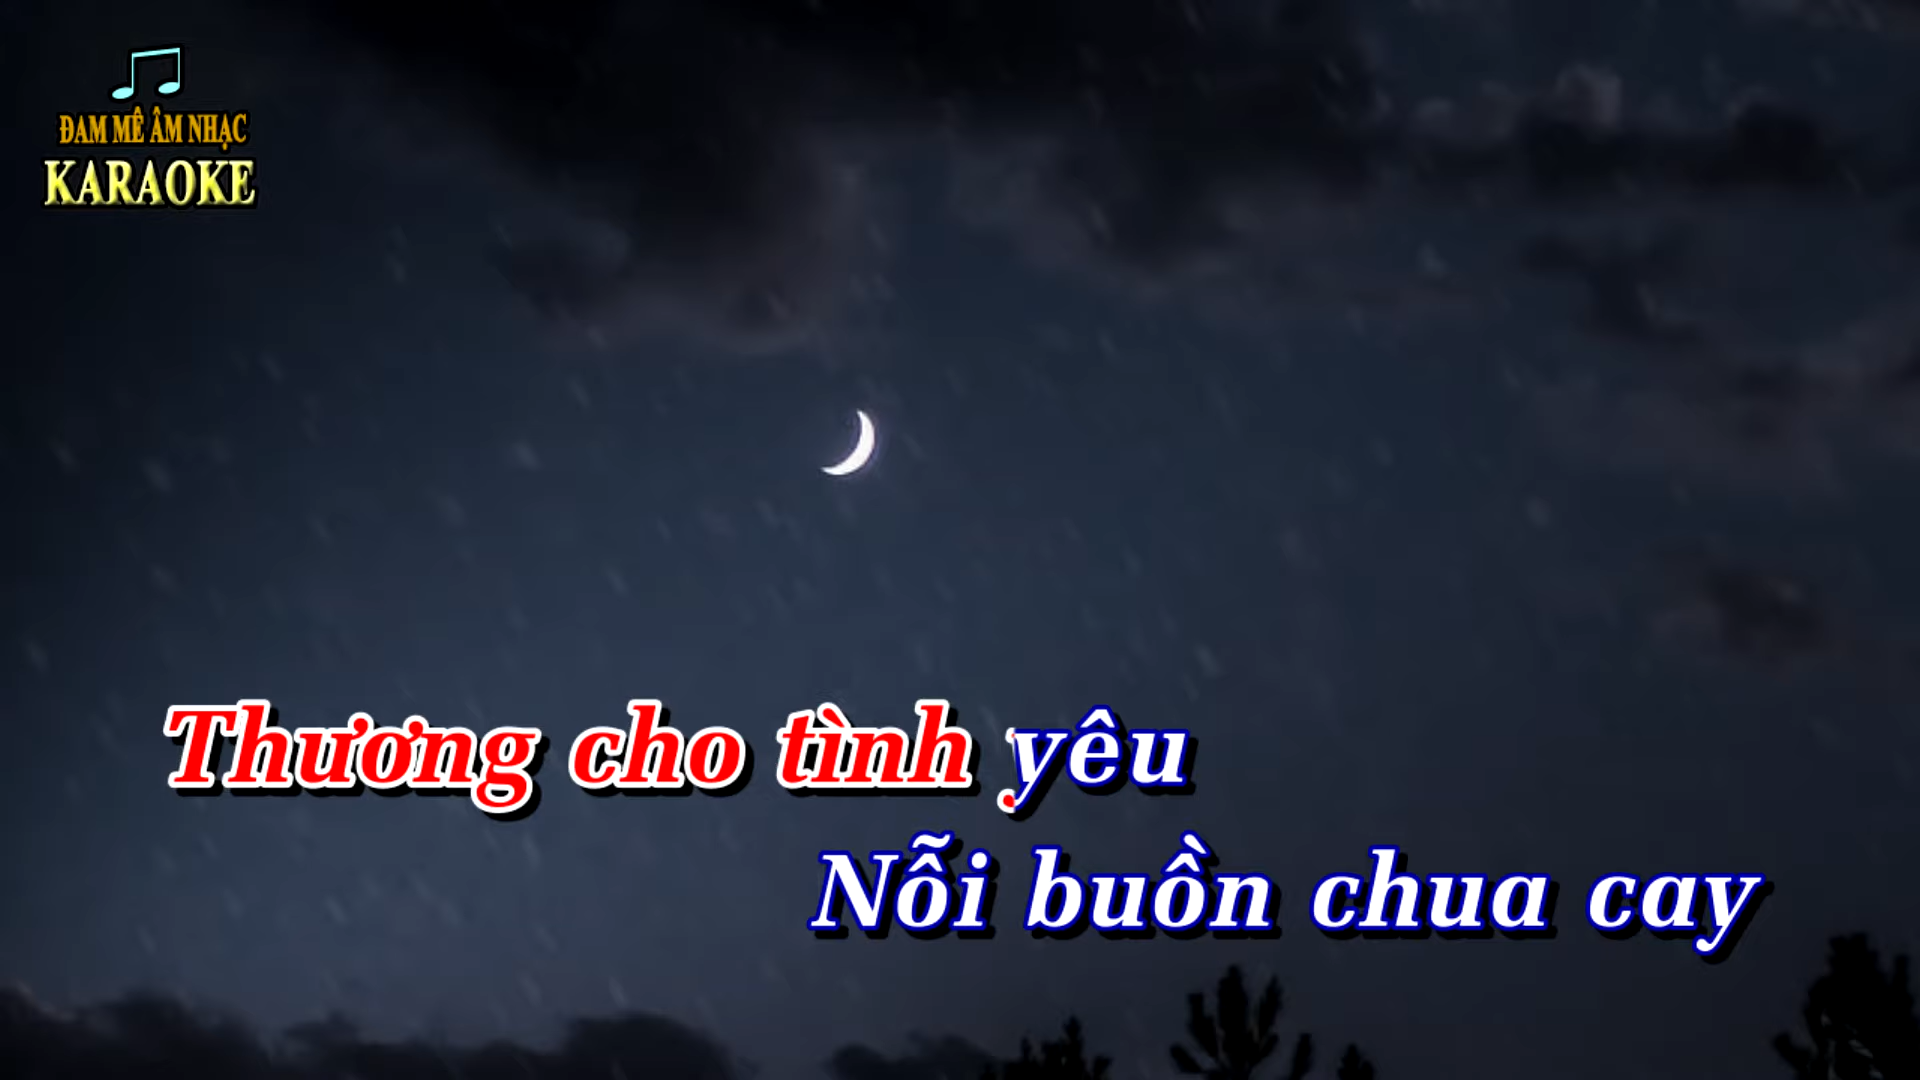 ĐAM MÊ ÂM NHẠC
KARAOKE
Thương cho tình yêu
Nỗi buồn chua cay